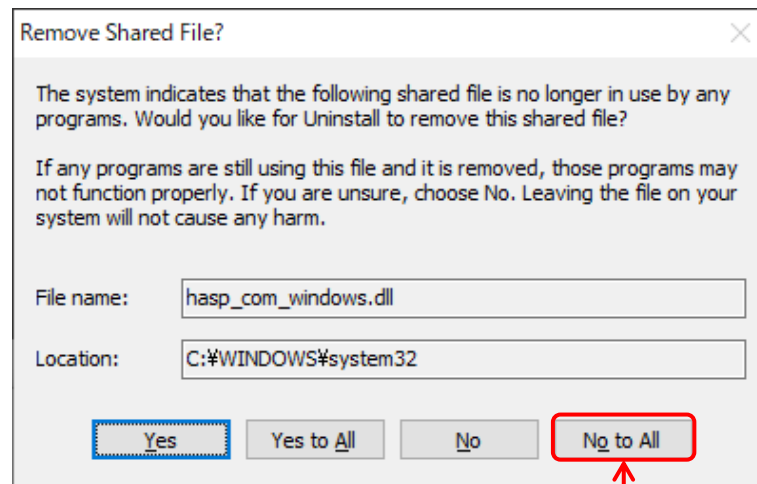 Remove Shared File?
The system indicates that the following shared file is no longer in use by any
programs. Would you like for Uninstall to remove this shared file?
If any programs are still using this file and it is removed, those programs may
not function properly. If you are unsure, choose No. Leaving the file on your
system will not cause any harm.
File name: hasp_com_windows.dll
Location: C:¥WINDOWS¥system32
Yes Yes to All No No to All